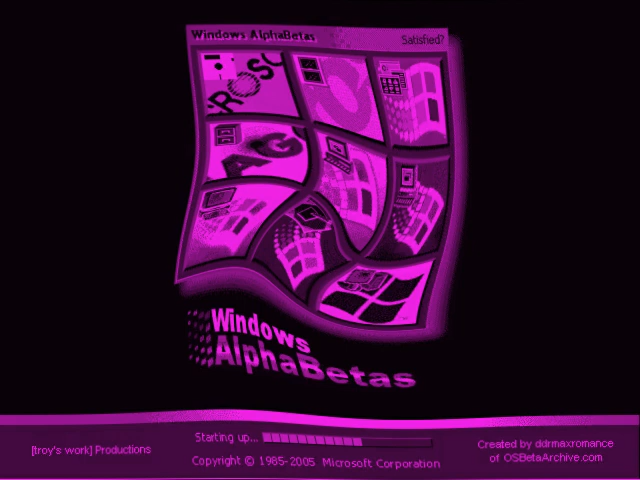 Windows AlphaBetas
Satisfied?
Windows
AlphaBetas
Starting up...
[troy's work] Productions
Copyright © 1985-2005 Microsoft Corporation
Created by ddrmaxromance
of OSBetaArchive.com